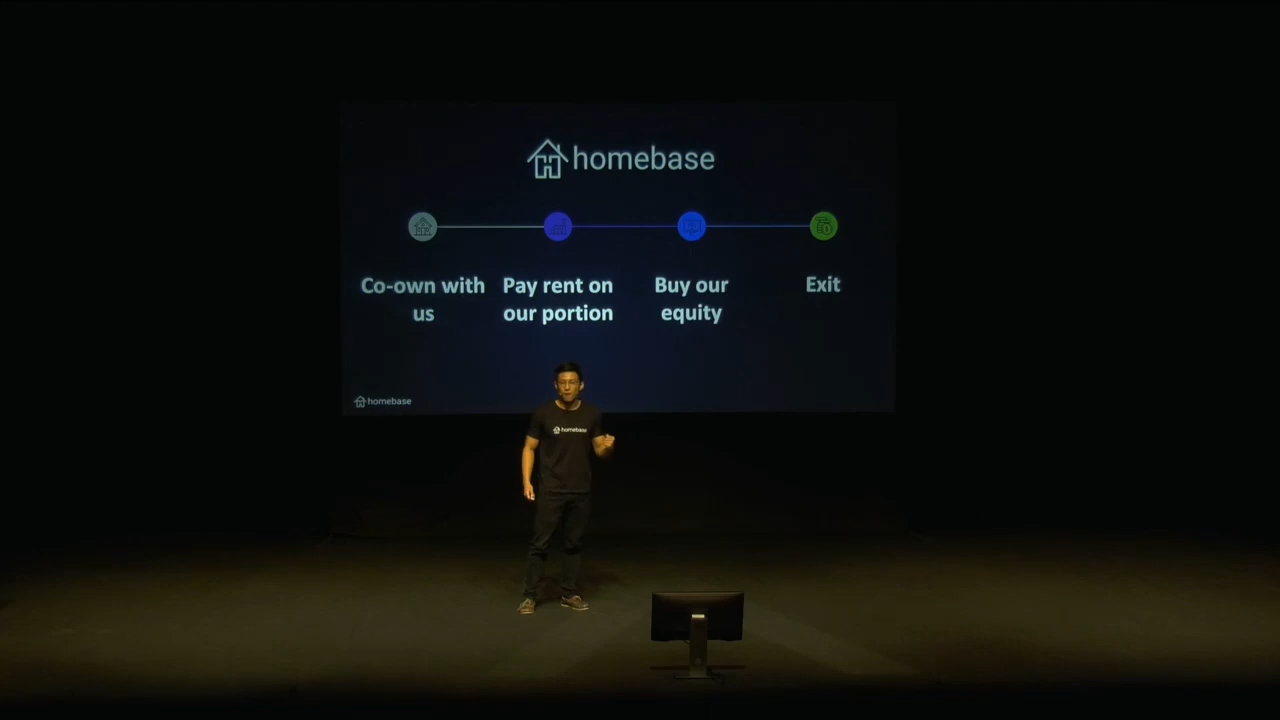 homebase
Co-own with
us
Pay rent on
our portion
Buy our
equity
Exit
homebase
homebase